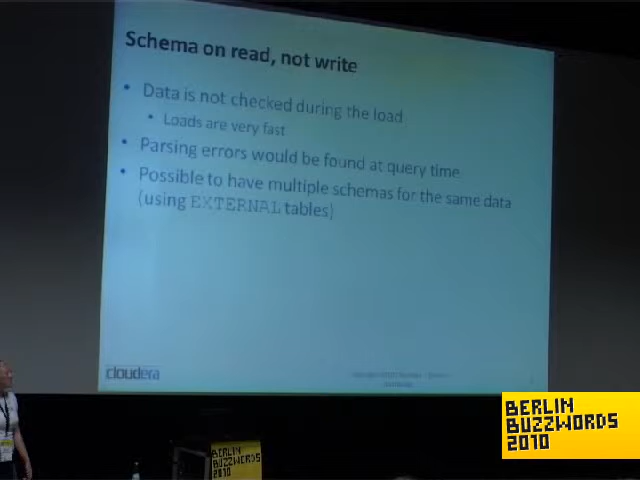 Schema on read, not write
• Data is not checked during the load
• Loads are very fast
• Parsing errors would be found at query time
• Possible to have multiple schemas for the same data
(using EXTERNAL tables)
cloudera
BERLIN
BUZZWORDS
2010
BERLIN
BUZZWORDS
2010